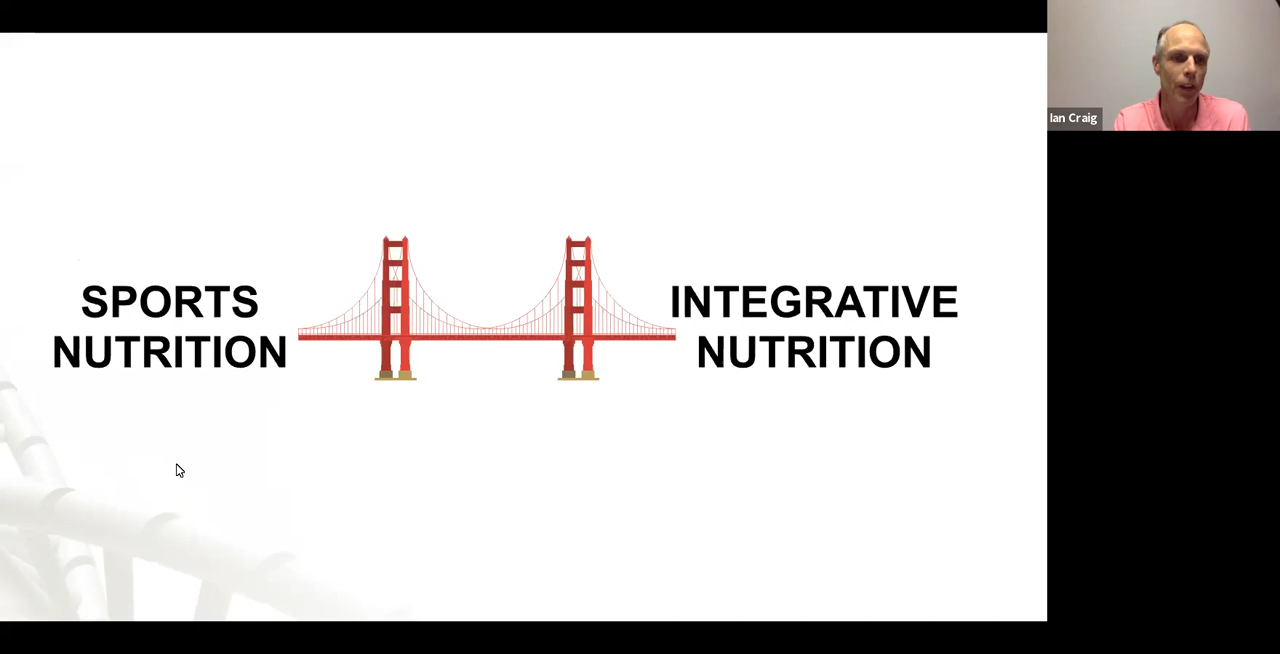 SPORTS
NUTRITION
INTEGRATIVE
NUTRITION
Ian Craig